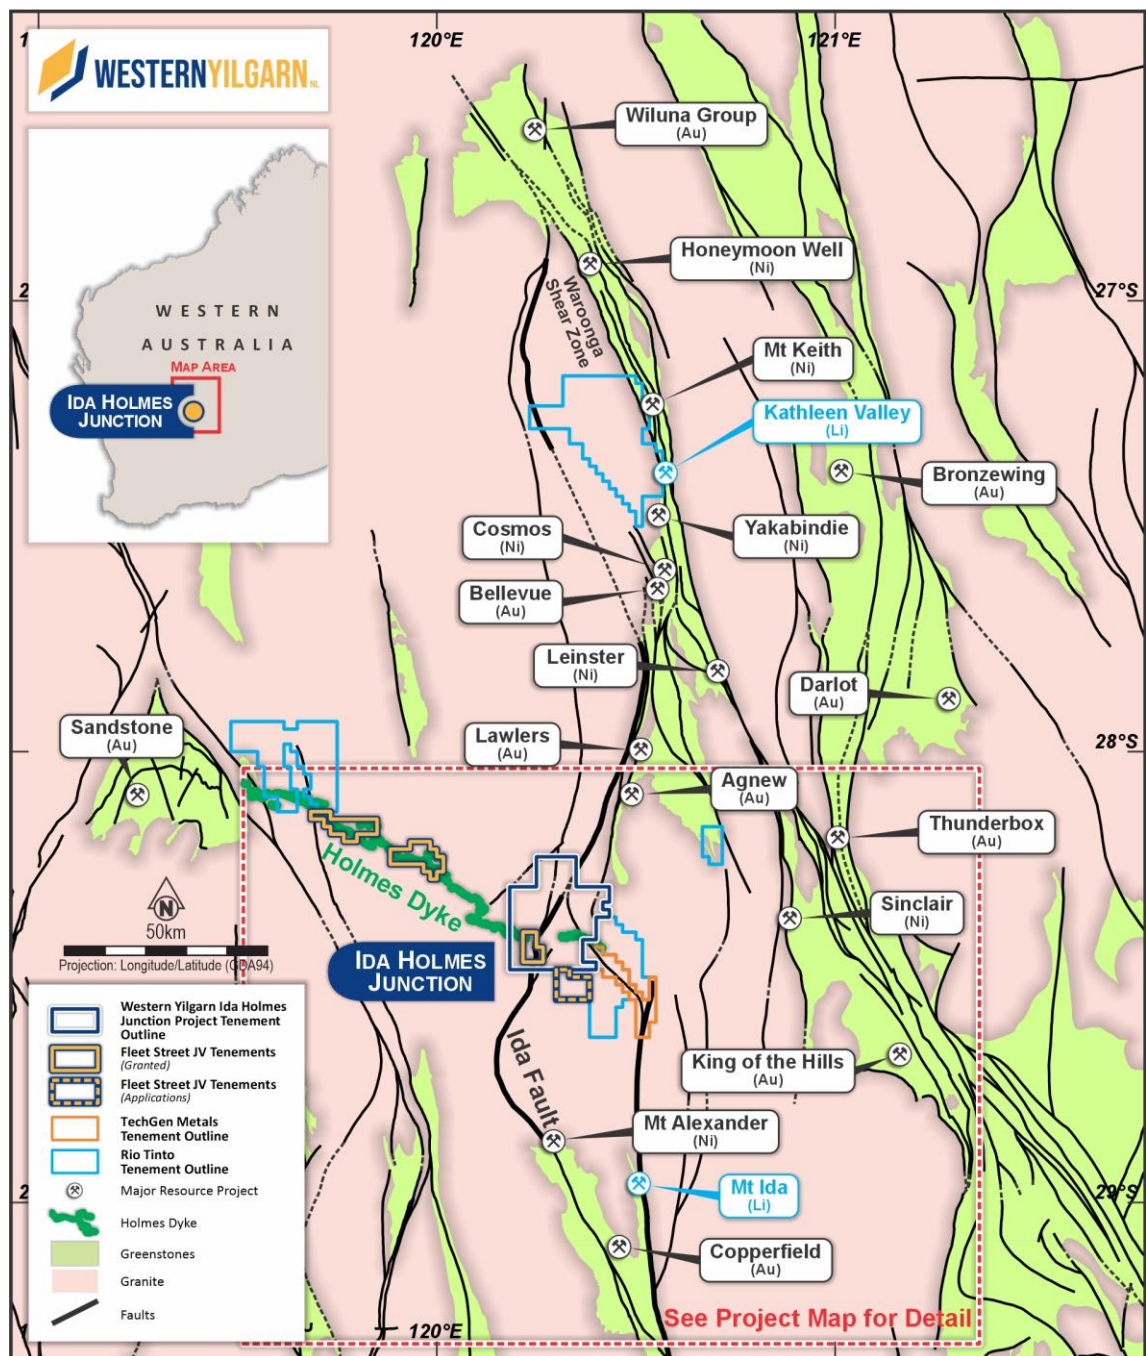 120°E
121°E
WESTERNYILGARN NL
Wiluna Group
(Au)
Honeymoon Well
(Ni)
Waroonga
Shear Zone
27°S
WESTERN
AUSTRALIA
MAP AREA
IDA HOLMES
JUNCTION
Mt Keith
(Ni)
Kathleen Valley
(Li)
Bronzewing
(Au)
Cosmos
(Ni)
Yakabindie
(Ni)
Bellevue
(Au)
Leinster
(Ni)
Darlot
(Au)
Sandstone
(Au)
Lawlers
(Au)
28°S
Agnew
(Au)
Thunderbox
(Au)
Holmes Dyke
Sinclair
(Ni)
N
50km
Projection: Longitude/Latitude (GDA94)
IDA HOLMES
JUNCTION
Ida Fault
King of the Hills
(Au)
Mt Alexander
(Ni)
Mt Ida
(Li)
29°S
Copperfield
(Au)
Western Yilgarn Ida Holmes
Junction Project Tenement
Outline
Fleet Street JV Tenements
(Granted)
Fleet Street JV Tenements
(Applications)
TechGen Metals
Tenement Outline
Rio Tinto
Tenement Outline
Major Resource Project
Holmes Dyke
Greenstones
Granite
Faults
120°E
See Project Map for Detail